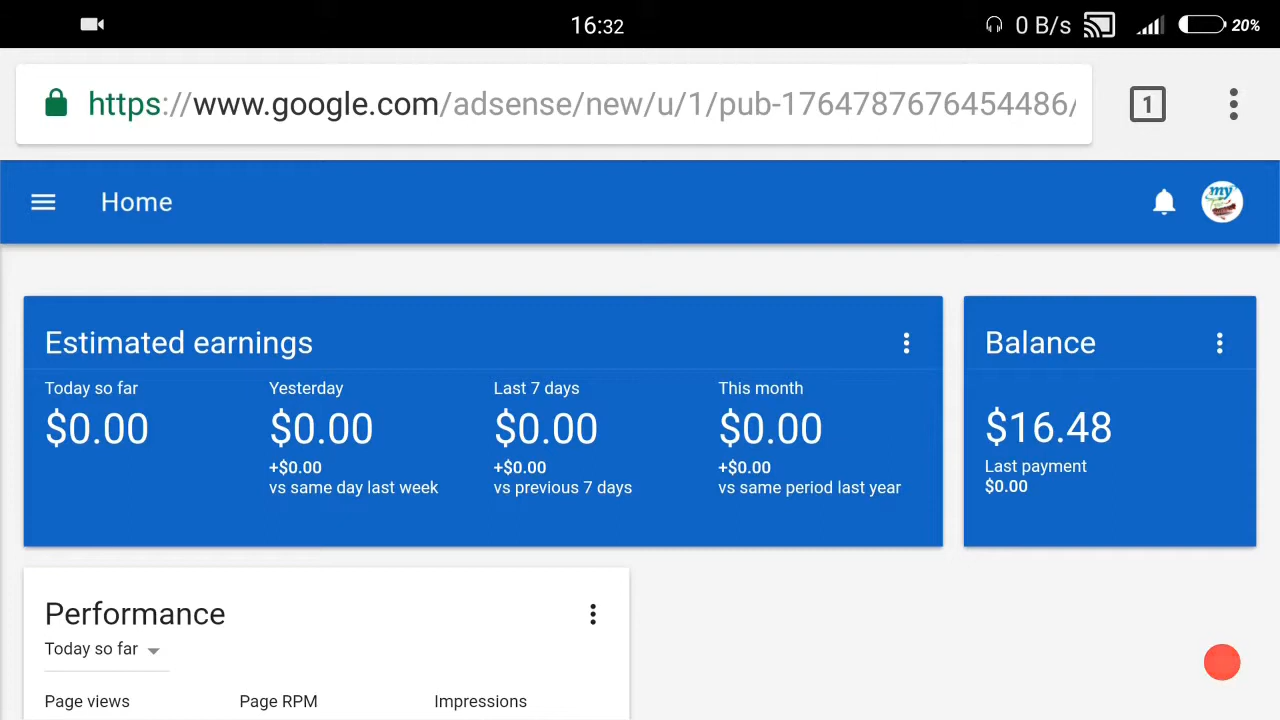 16:32
0 B/s
20%
https://www.google.com/adsense/new/u/1/pub-1764787676454486/
1
Home
my
Estimated earnings
Balance
Today so far
Yesterday
Last 7 days
This month
$0.00
$0.00
$0.00
$0.00
$16.48
+$0.00
+$0.00
+$0.00
Last payment
vs same day last week
vs previous 7 days
vs same period last year
$0.00
Performance
Today so far
Page views
Page RPM
Impressions